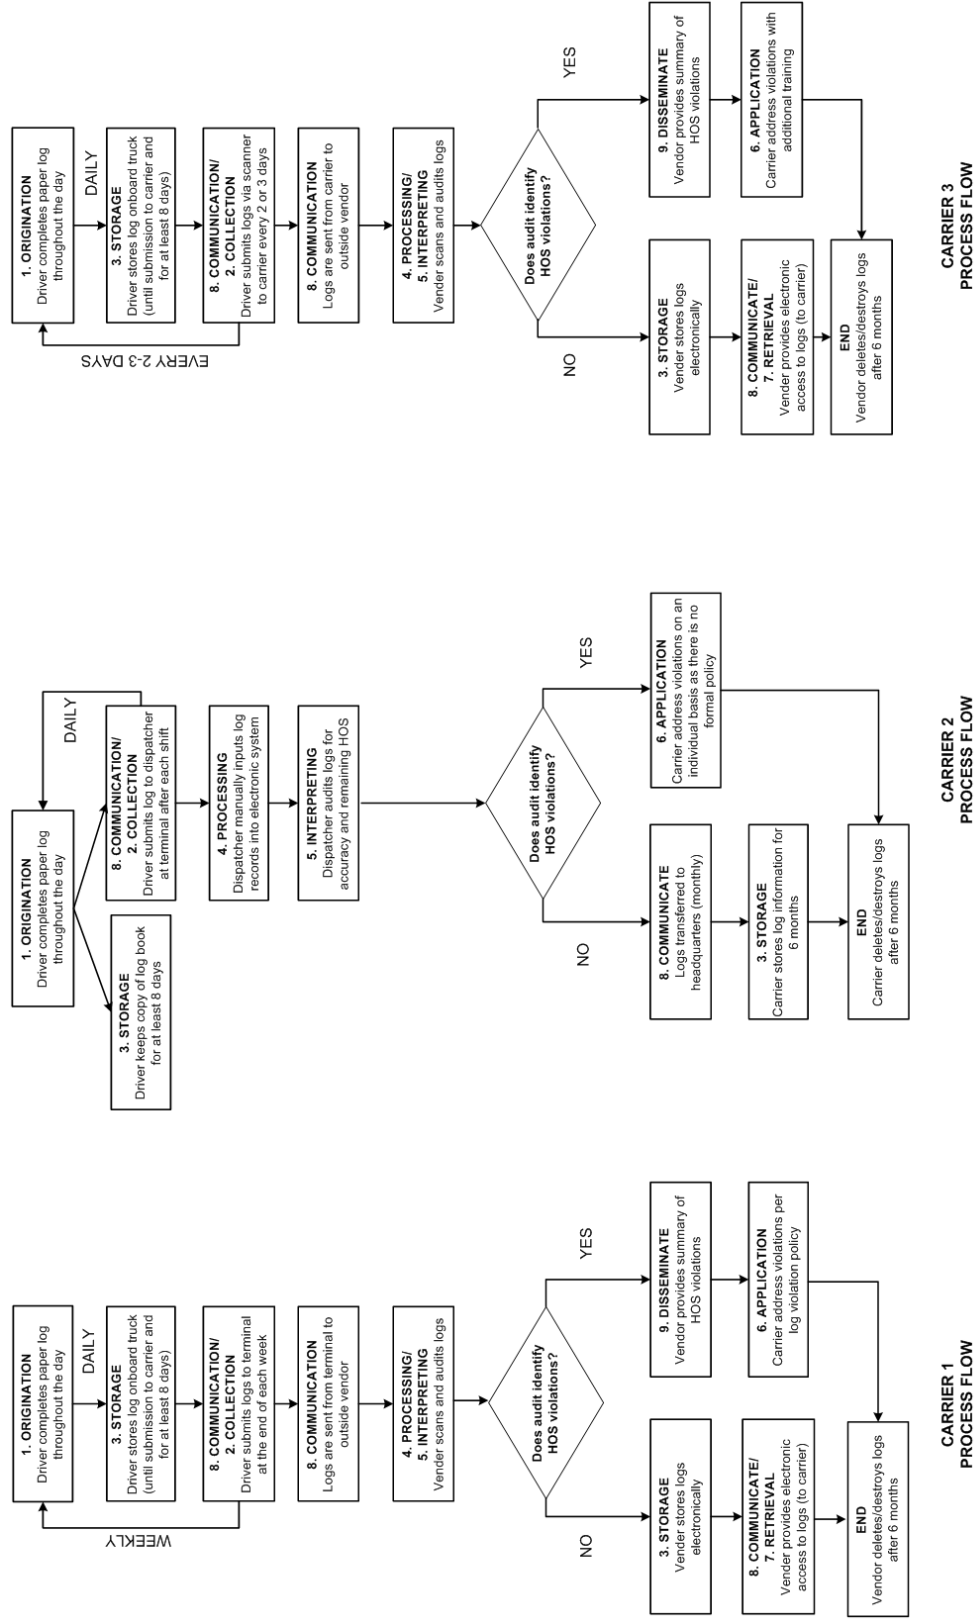 1. ORIGINATION
Driver completes paper log
throughout the day
DAILY
3. STORAGE
Driver stores log onboard truck
(until submission to carrier and
for at least 8 days)
WEEKLY
8. COMMUNICATION/
2. COLLECTION
Driver submits logs to terminal
at the end of each week
8. COMMUNICATION
Logs are sent from terminal to
outside vendor
4. PROCESSING/
5. INTERPRETING
Vender scans and audits logs
Does audit identify
HOS violations?
NO
YES
3. STORAGE
Vender stores logs
electronically
8. COMMUNICATE/
7. RETRIEVAL
Vender provides electronic
access to logs (to carrier)
9. DISSEMINATE
Vendor provides summary of
HOS violations
6. APPLICATION
Carrier address violations per
log violation policy
END
Vendor deletes/destroys logs
after 6 months
CARRIER 1
PROCESS FLOW
1. ORIGINATION
Driver completes paper log
throughout the day
DAILY
3. STORAGE
Driver keeps copy of log book
for at least 8 days
8. COMMUNICATION/
2. COLLECTION
Driver submits log to dispatcher
at terminal after each shift
4. PROCESSING
Dispatcher manually inputs log
records into electronic system
5. INTERPRETING
Dispatcher audits logs for
accuracy and remaining HOS
Does audit identify
HOS violations?
NO
YES
8. COMMUNICATE
Logs transferred to
headquarters (monthly)
3. STORAGE
Carrier stores log information for
6 months
6. APPLICATION
Carrier address violations on an
individual basis as there is no
formal policy
END
Carrier deletes/destroys logs
after 6 months
CARRIER 2
PROCESS FLOW
1. ORIGINATION
Driver completes paper log
throughout the day
DAILY
3. STORAGE
Driver stores log onboard truck
(until submission to carrier and
for at least 8 days)
EVERY 2-3 DAYS
8. COMMUNICATION/
2. COLLECTION
Driver submits logs via scanner
to carrier every 2 or 3 days
8. COMMUNICATION
Logs are sent from carrier to
outside vendor
4. PROCESSING/
5. INTERPRETING
Vender scans and audits logs
Does audit identify
HOS violations?
NO
YES
3. STORAGE
Vender stores logs
electronically
8. COMMUNICATE/
7. RETRIEVAL
Vender provides electronic
access to logs (to carrier)
9. DISSEMINATE
Vendor provides summary of
HOS violations
6. APPLICATION
Carrier address violations with
additional training
END
Vendor deletes/destroys logs
after 6 months
CARRIER 3
PROCESS FLOW